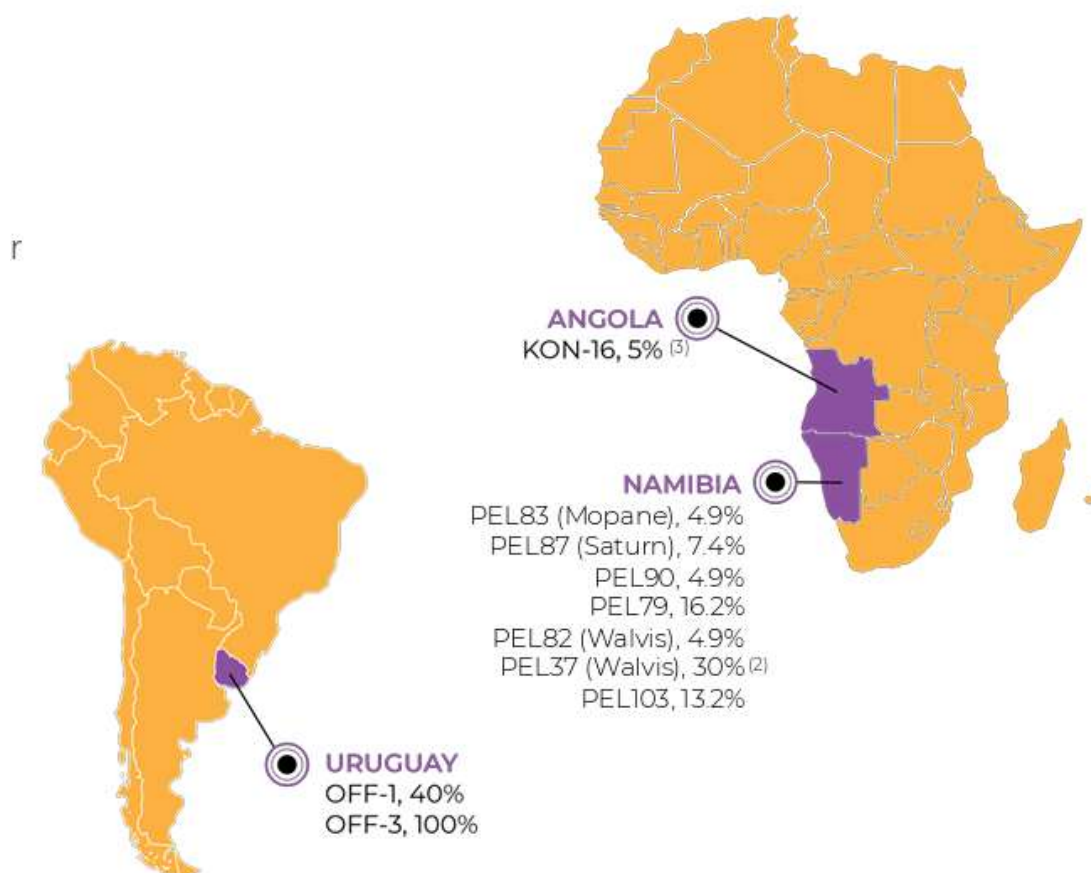 r
ANGOLA
KON-16, 5% (3)
NAMIBIA
PEL83 (Mopane), 4.9%
PEL87 (Saturn), 7.4%
PEL90, 4.9%
PEL79, 16.2%
PEL82 (Walvis), 4.9%
PEL37 (Walvis), 30% (2)
PEL103, 13.2%
URUGUAY
OFF-1, 40%
OFF-3, 100%